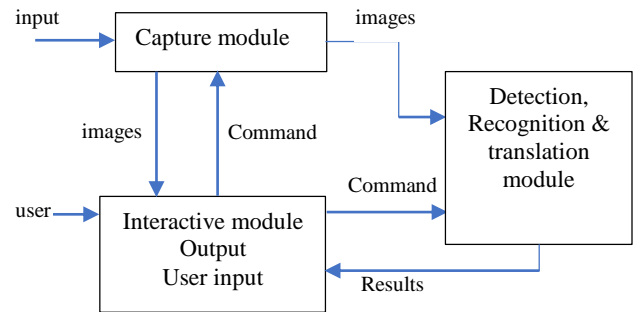 input
Capture module
images
Detection,
Recognition &
translation
module
images
Command
Command
user
Interactive module
Output
User input
Results